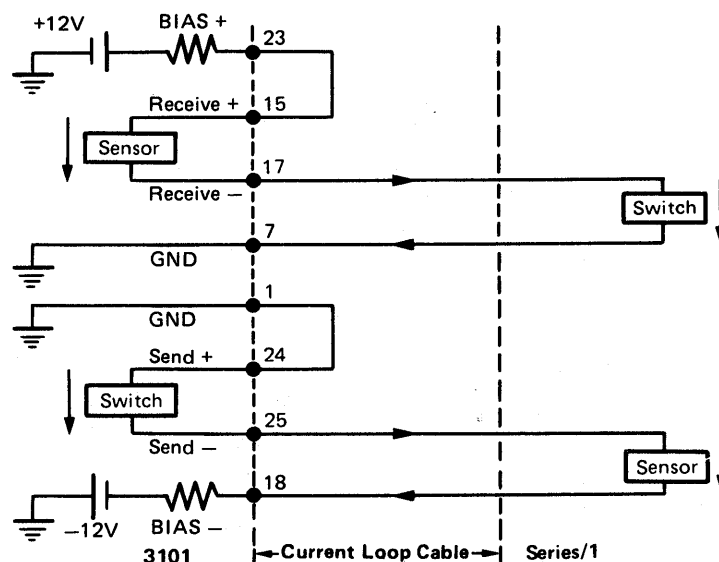 +12V
BIAS +
23
Receive +
15
Sensor
17
Receive –
Switch
7
GND
1
GND
Send +
24
Switch
25
Send –
Sensor
18
–12V
BIAS –
3101
Current Loop Cable
Series/1